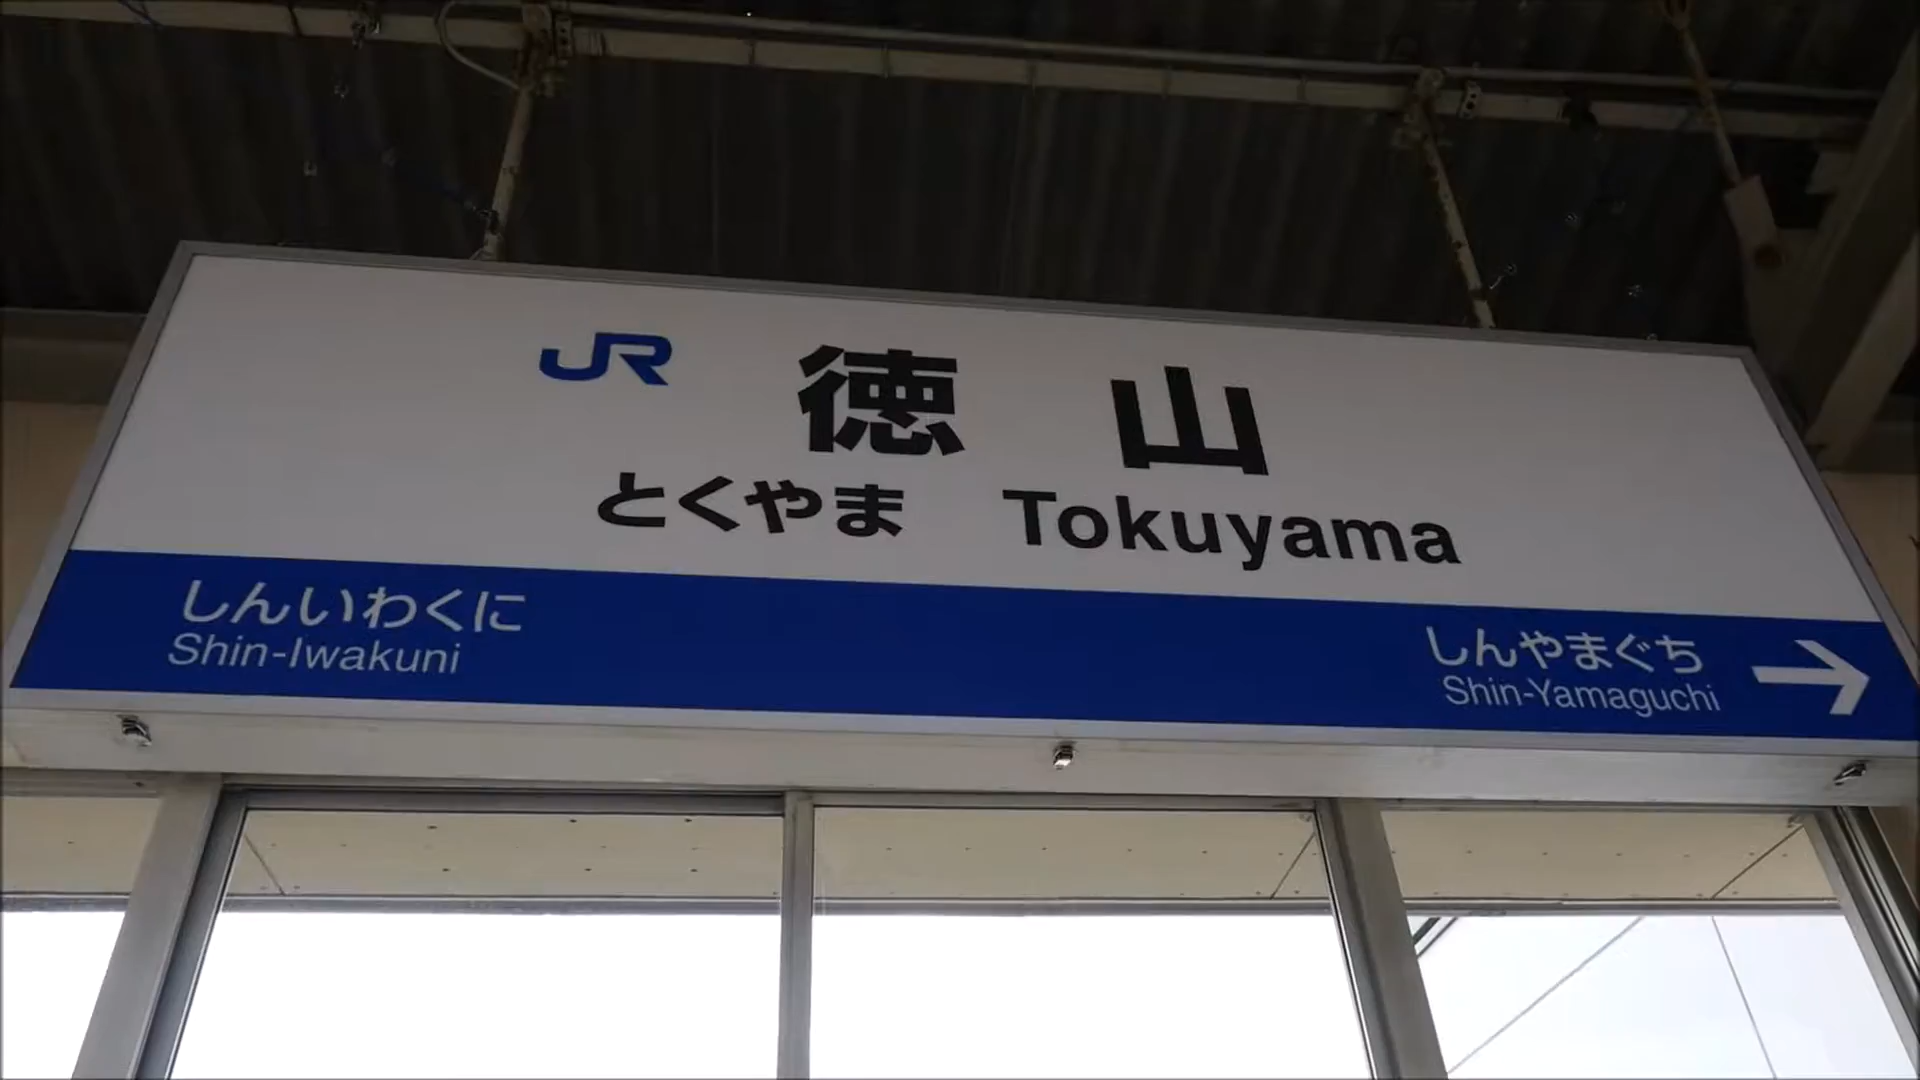 JR 徳山
とくやま Tokuyama
しんいわくに
Shin-Iwakuni
しんやまぐち →
Shin-Yamaguchi